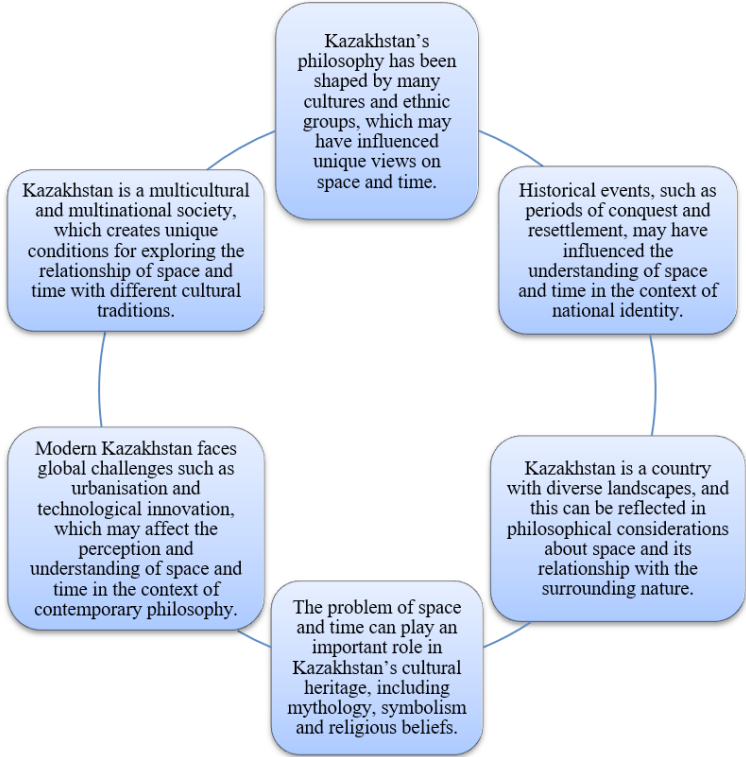 Kazakhstan's
philosophy has been
shaped by many
cultures and ethnic
groups, which may
have influenced
unique views on
space and time.
Historical events, such as
periods of conquest and
resettlement, may have
influenced the
understanding of space
and time in the context of
national identity.
Kazakhstan is a country
with diverse landscapes, and
this can be reflected in
philosophical considerations
about space and its
relationship with the
surrounding nature.
The problem of space
and time can play an
important role in
Kazakhstan's cultural
heritage, including
mythology, symbolism
and religious beliefs.
Modern Kazakhstan faces
global challenges such as
urbanisation and
technological innovation,
which may affect the
perception and
understanding of space and
time in the context of
contemporary philosophy.
Kazakhstan is a multicultural
and multinational society,
which creates unique
conditions for exploring the
relationship of space and
time with different cultural
traditions.